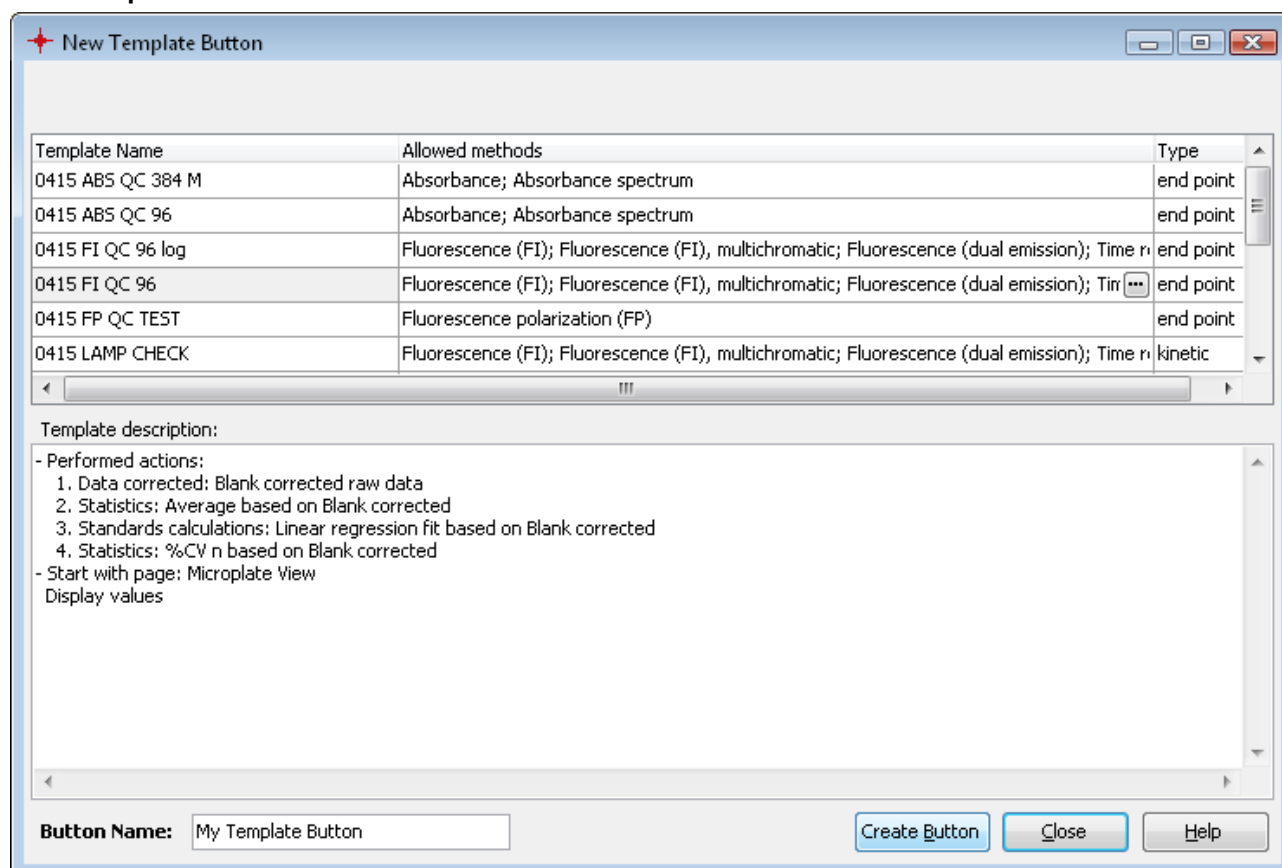 New Template Button
Template Name Allowed methods Type
0415 ABS QC 384 M Absorbance; Absorbance spectrum end point
0415 ABS QC 96 Absorbance; Absorbance spectrum end point
0415 FI QC 96 log Fluorescence (FI); Fluorescence (FI), multichromatic; Fluorescence (dual emission); Time end point
0415 FI QC 96 Fluorescence (FI); Fluorescence (FI), multichromatic; Fluorescence (dual emission); ... end point
0415 FP QC TEST Fluorescence polarization (FP) end point
0415 LAMP CHECK Fluorescence (FI); Fluorescence (FI), multichromatic; Fluorescence (dual emission); Time kinetic
Template description:
- Performed actions:
1. Data corrected: Blank corrected raw data
2. Statistics: Average based on Blank corrected
3. Standards calculations: Linear regression fit based on Blank corrected
4. Statistics: %CV n based on Blank corrected
- Start with page: Microplate View
Display values
Button Name: My Template Button Create Button Close Help